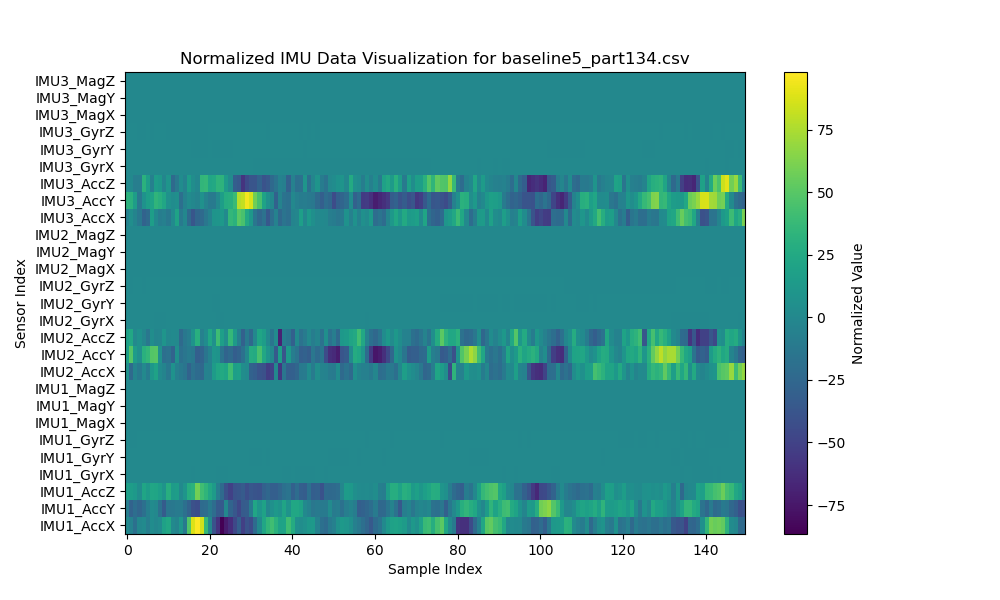 Normalized IMU Data Visualization for baseline5_part134.csv
IMU3_MagZ
IMU3_MagY
IMU3_MagX
IMU3_GyrZ
IMU3_GyrY
IMU3_GyrX
IMU3_AccZ
IMU3_AccY
IMU3_AccX
IMU2_MagZ
IMU2_MagY
IMU2_MagX
IMU2_GyrZ
IMU2_GyrY
IMU2_GyrX
IMU2_AccZ
IMU2_AccY
IMU2_AccX
IMU1_MagZ
IMU1_MagY
IMU1_MagX
IMU1_GyrZ
IMU1_GyrY
IMU1_GyrX
IMU1_AccZ
IMU1_AccY
IMU1_AccX
Sensor Index
0 20 40 60 80 100 120 140
Sample Index
75
50
25
0
−25
−50
−75
Normalized Value